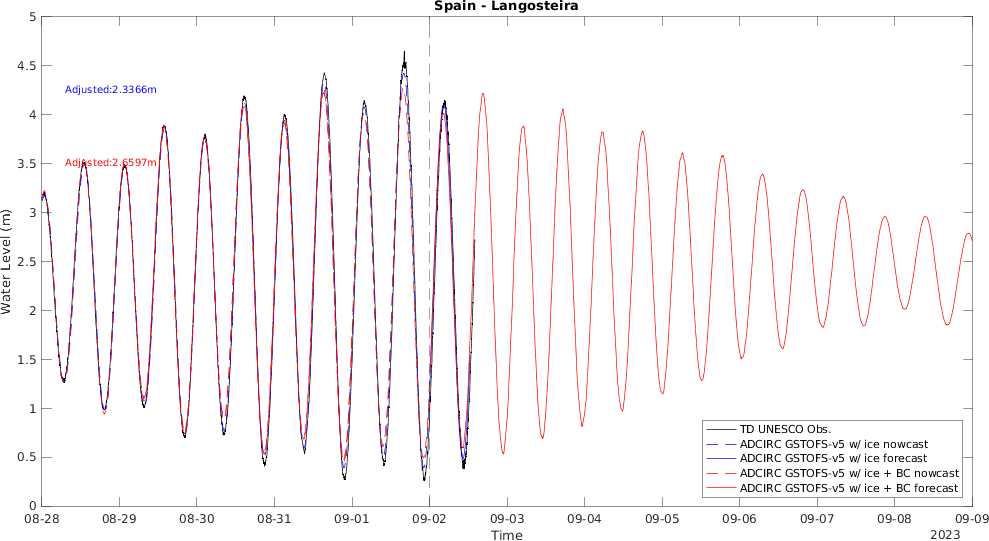 Spain - Langosteira
5
4.5
4
3.5
3
2.5
2
1.5
1
0.5
0
Water Level (m)
Adjusted:2.3366m
Adjusted:2.6597m
TD UNESCO Obs.
ADCIRC GSTOFS-v5 w/ ice nowcast
ADCIRC GSTOFS-v5 w/ ice forecast
ADCIRC GSTOFS-v5 w/ ice + BC nowcast
ADCIRC GSTOFS-v5 w/ ice + BC forecast
08-28 08-29 08-30 08-31 09-01 09-02 09-03 09-04 09-05 09-06 09-07 09-08 09-09
Time
2023